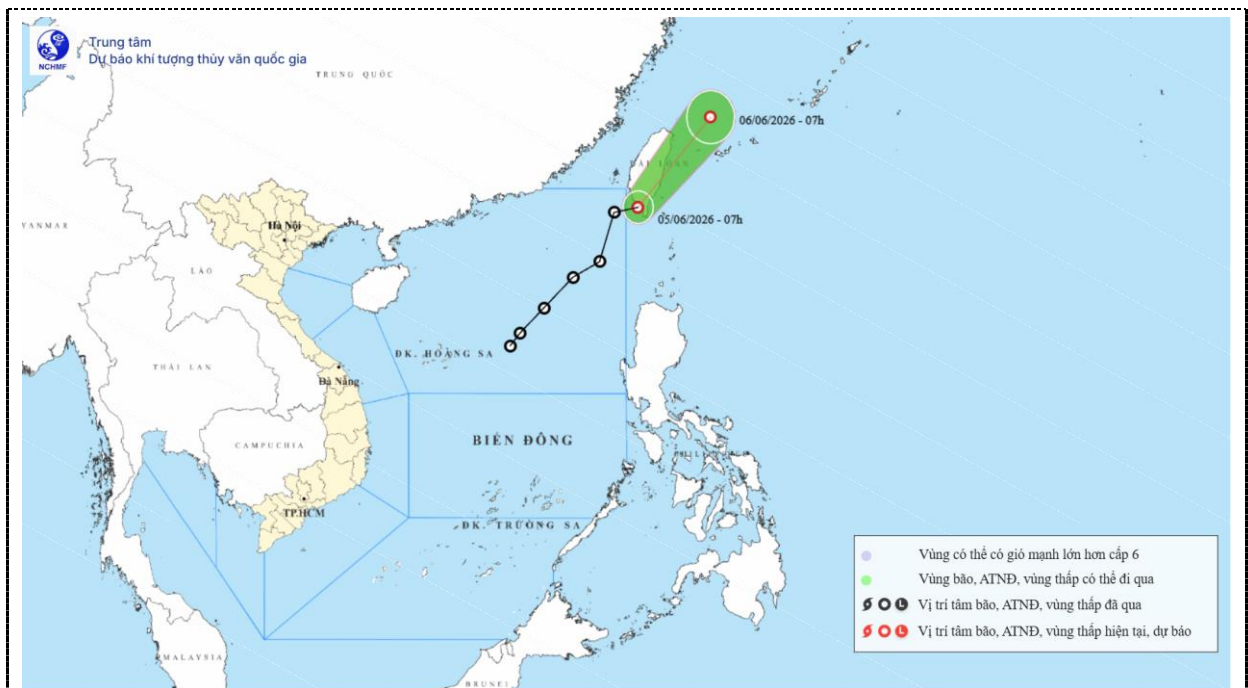 Trung tâm
Dự báo khí tượng thủy văn quốc gia
NCHMF
TRUNG QUỐC
06/06/2026 - 07h
ĐÀI LOAN
05/06/2026 - 07h
YANMAR
Hà Nội
LÀO
ĐK. HOÀNG SA
THÁI LAN
Đà Nẵng
BIỂN ĐÔNG
CAMPUCHIA
TP.HCM
ĐK. TRƯỜNG SA
Vùng có thể có gió mạnh lớn hơn cấp 6
Vùng bão, ATNĐ, vùng thấp có thể đi qua
Vị trí tâm bão, ATNĐ, vùng thấp đã qua
Vị trí tâm bão, ATNĐ, vùng thấp hiện tại, dự báo
MALAYSIA
BRUNEI